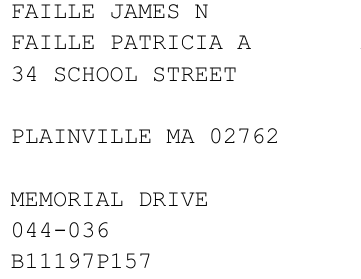 FAILLE JAMES N
FAILLE PATRICIA A
34 SCHOOL STREET
PLAINVILLE MA 02762
MEMORIAL DRIVE
044-036
B11197P157